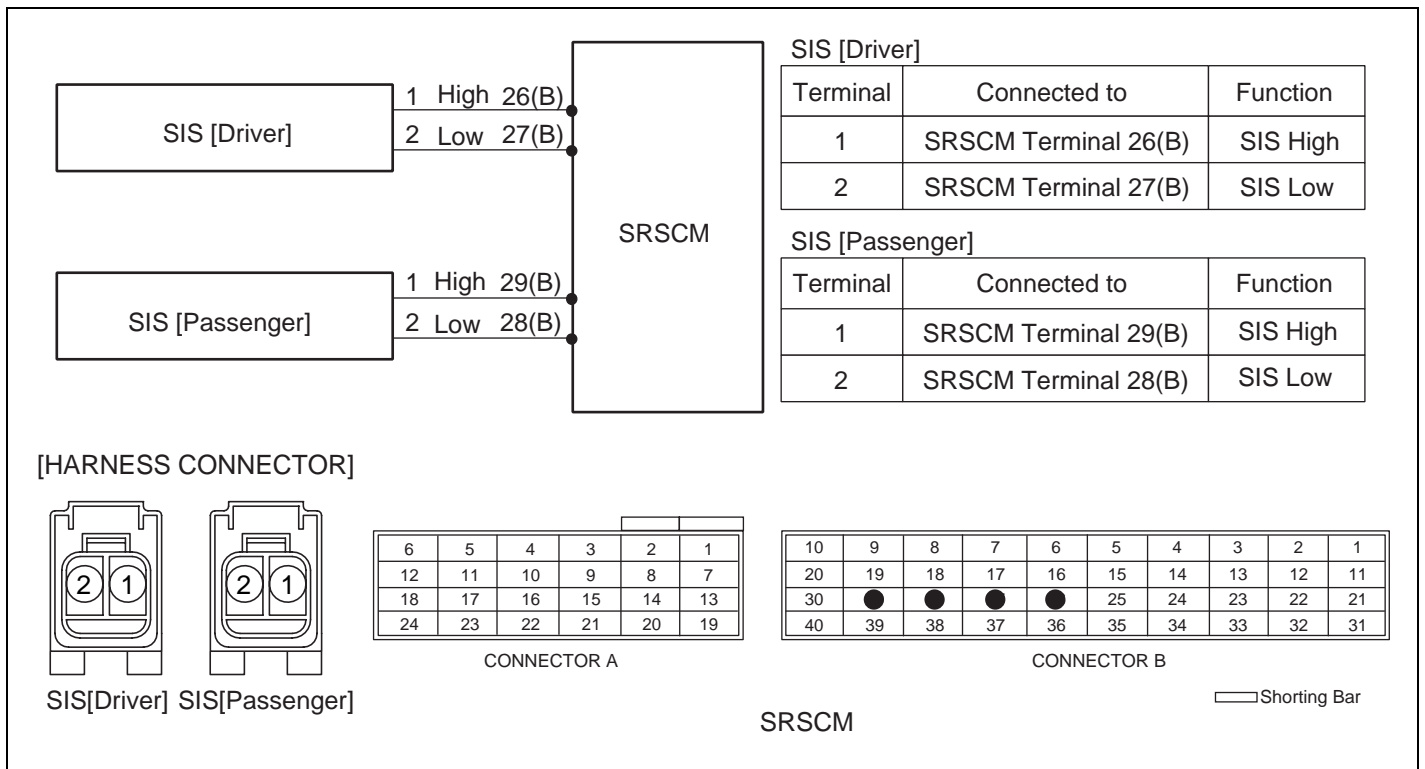 SIS [Driver]
1 High 26(B)
2 Low 27(B)
SIS [Passenger]
1 High 29(B)
2 Low 28(B)
SRSCM
SIS [Driver]
Terminal Connected to Function
1 SRSCM Terminal 26(B) SIS High
2 SRSCM Terminal 27(B) SIS Low
SIS [Passenger]
Terminal Connected to Function
1 SRSCM Terminal 29(B) SIS High
2 SRSCM Terminal 28(B) SIS Low
[HARNESS CONNECTOR]
2 1
SIS[Driver]
2 1
SIS[Passenger]
6 5 4 3 2 1
12 11 10 9 8 7
18 17 16 15 14 13
24 23 22 21 20 19
CONNECTOR A
10 9 8 7 6 5 4 3 2 1
20 19 18 17 16 15 14 13 12 11
30 25 24 23 22 21
40 39 38 37 36 35 34 33 32 31
CONNECTOR B
Shorting Bar
SRSCM